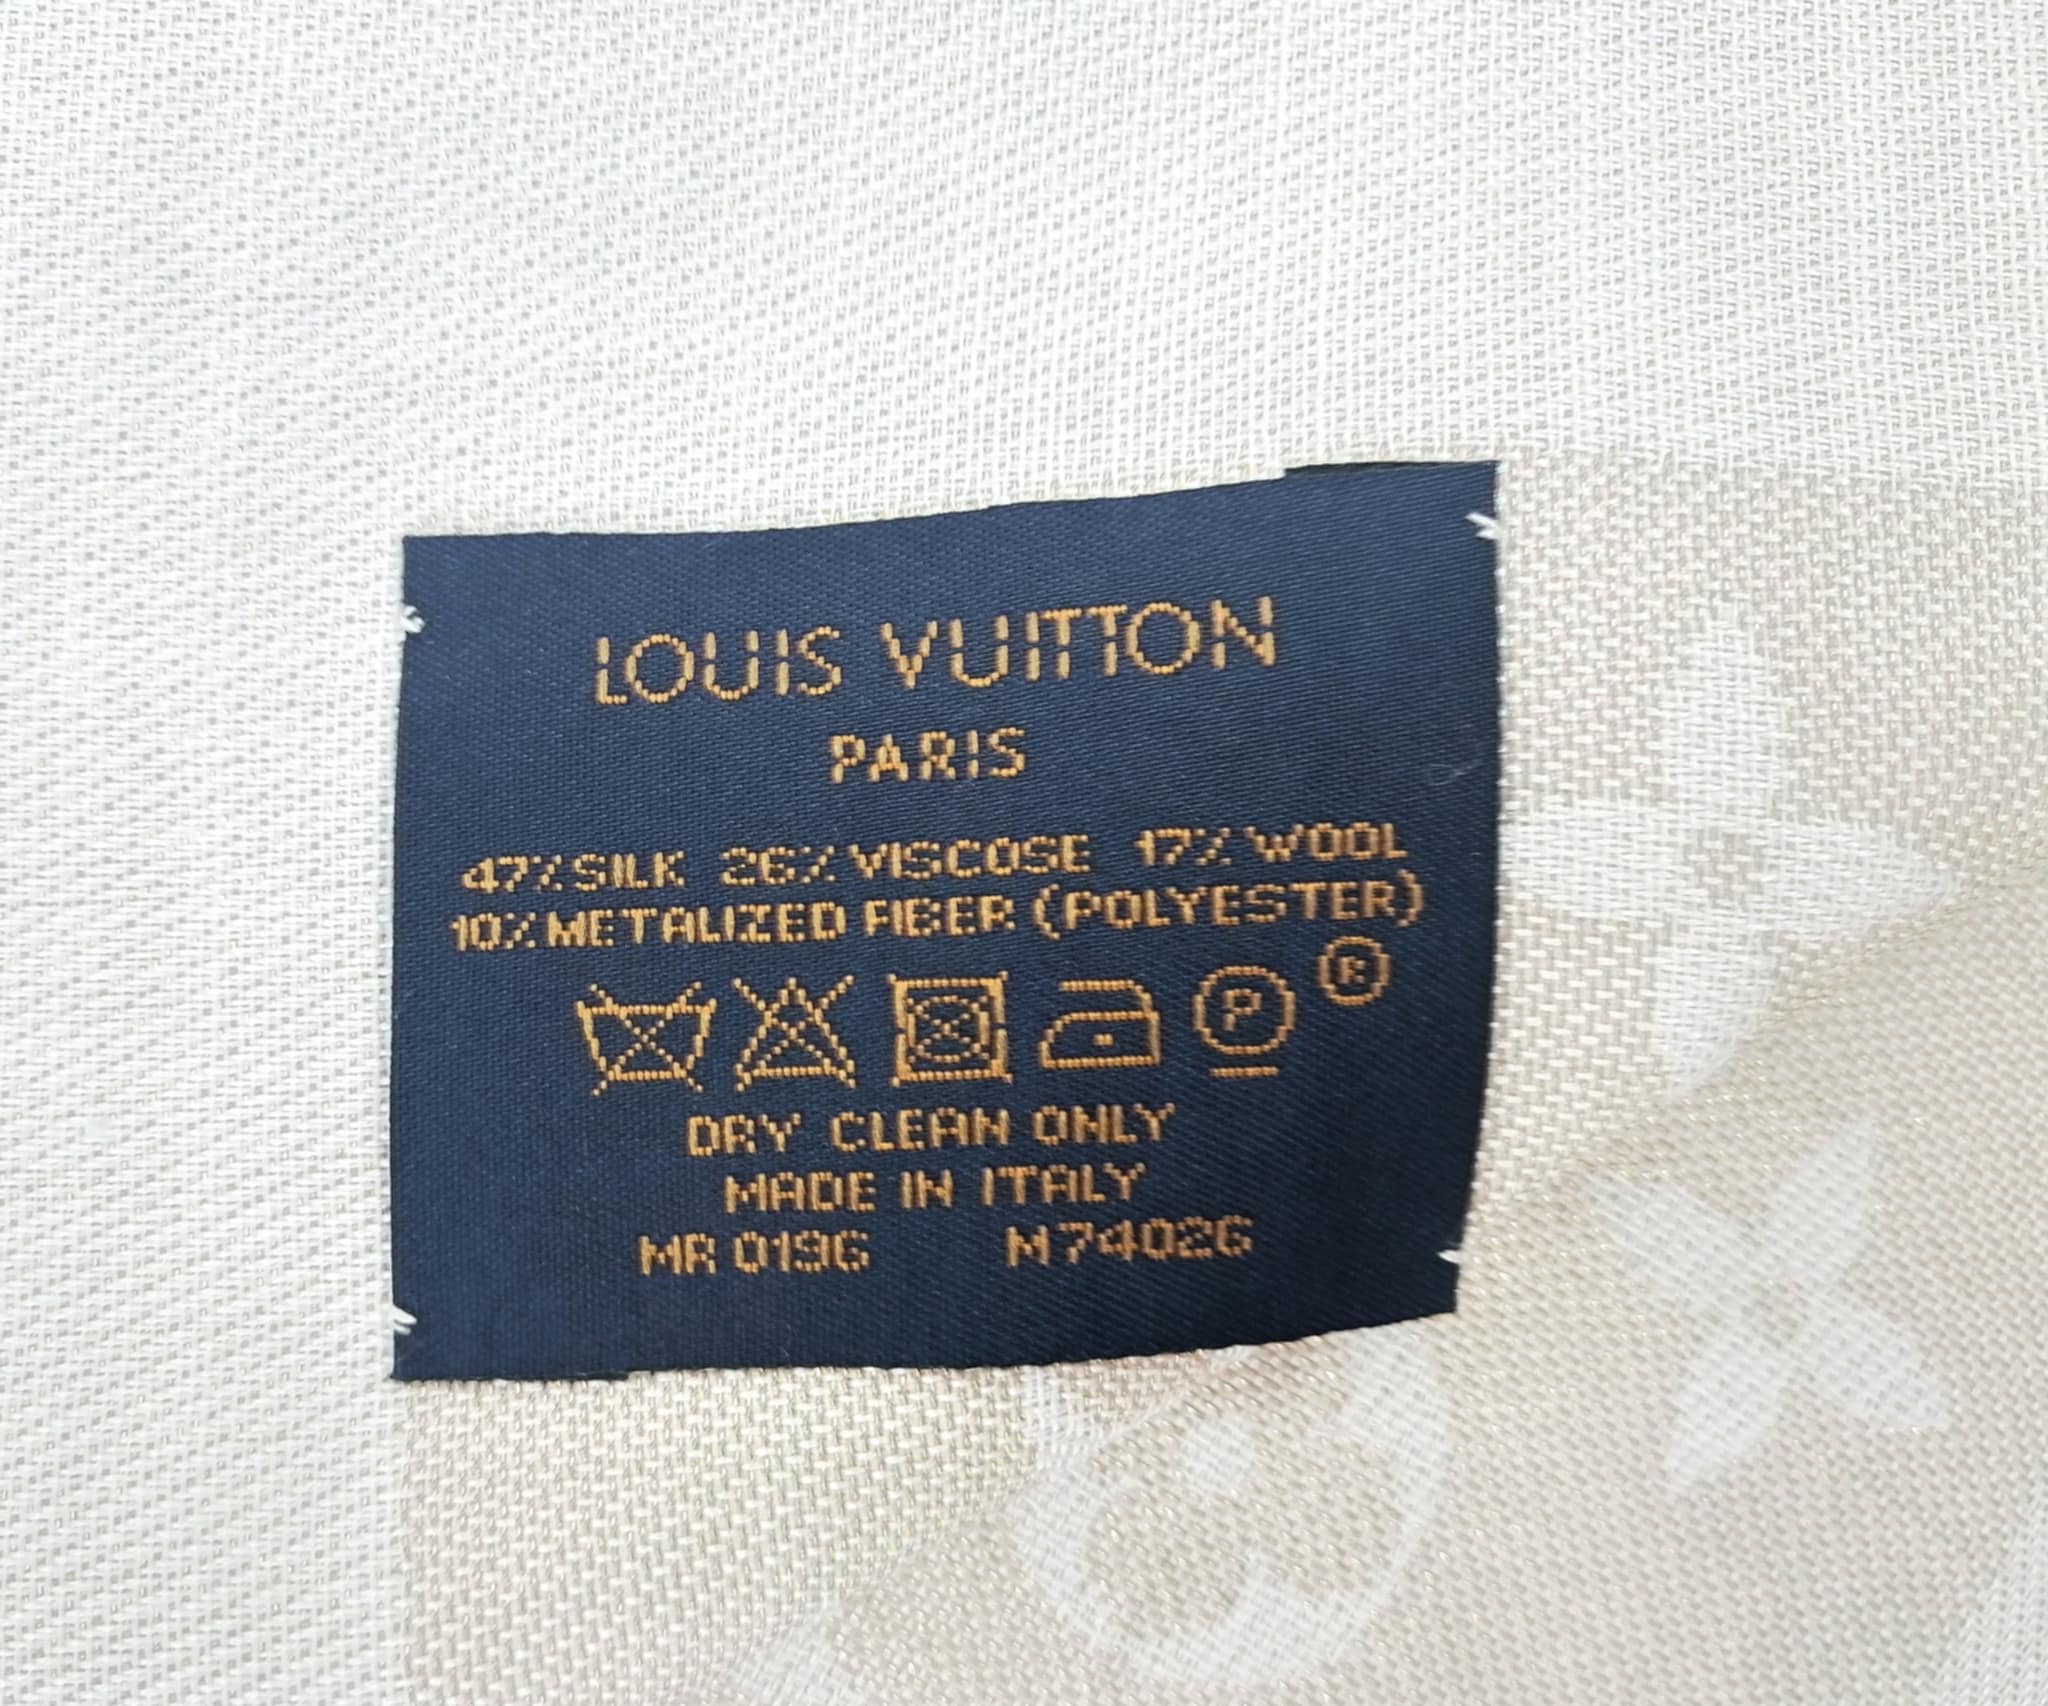 LOUIS VUITTON
PARIS
47% SILK 26% VISCOSE 17% WOOL
10% METALIZED FIBER (POLYESTER)
P ®
DRY CLEAN ONLY
MADE IN ITALY
MR 0196 M74026